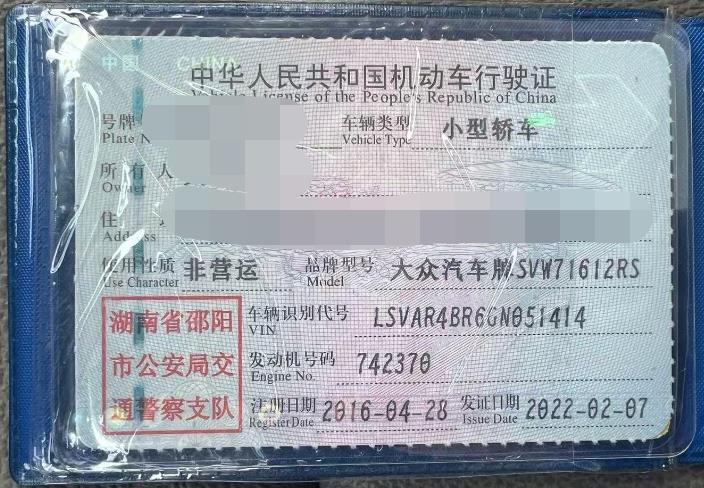 中国 CHINA
中华人民共和国机动车行驶证
License of the People's Republic of China
号牌 车辆类型 小型轿车
Plate N Vehicle Type
所有人
Owner
住
Address
使用性质 非营运 品牌型号 大众汽车牌SVW71612RS
Use Character Model
湖南省邵阳 车辆识别代号 LSVAR4BR6GN051414
VIN
市公安局交 发动机号码 742370
Engine No.
通警察支队 注册日期 2016-04-28 发证日期 2022-02-07
Register Date Issue Date